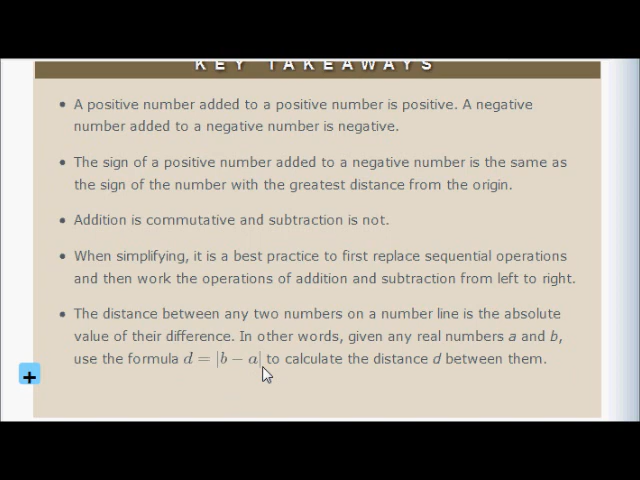 KEY TAKEAWAYS
• A positive number added to a positive number is positive. A negative
number added to a negative number is negative.
• The sign of a positive number added to a negative number is the same as
the sign of the number with the greatest distance from the origin.
• Addition is commutative and subtraction is not.
• When simplifying, it is a best practice to first replace sequential operations
and then work the operations of addition and subtraction from left to right.
• The distance between any two numbers on a number line is the absolute
value of their difference. In other words, given any real numbers a and b,
use the formula d = |b − a| to calculate the distance d between them.
+